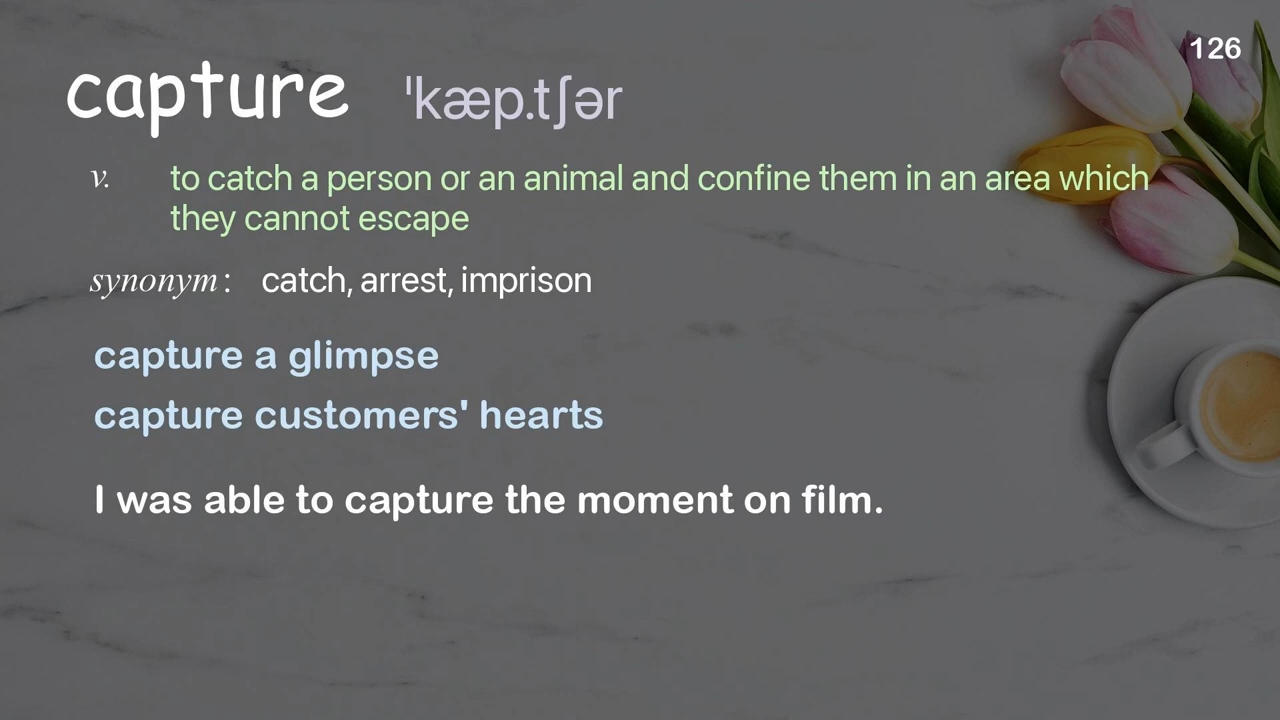 126
capture ˈkæp.tʃər
v. to catch a person or an animal and confine them in an area which
they cannot escape
synonym: catch, arrest, imprison
capture a glimpse
capture customers' hearts
I was able to capture the moment on film.